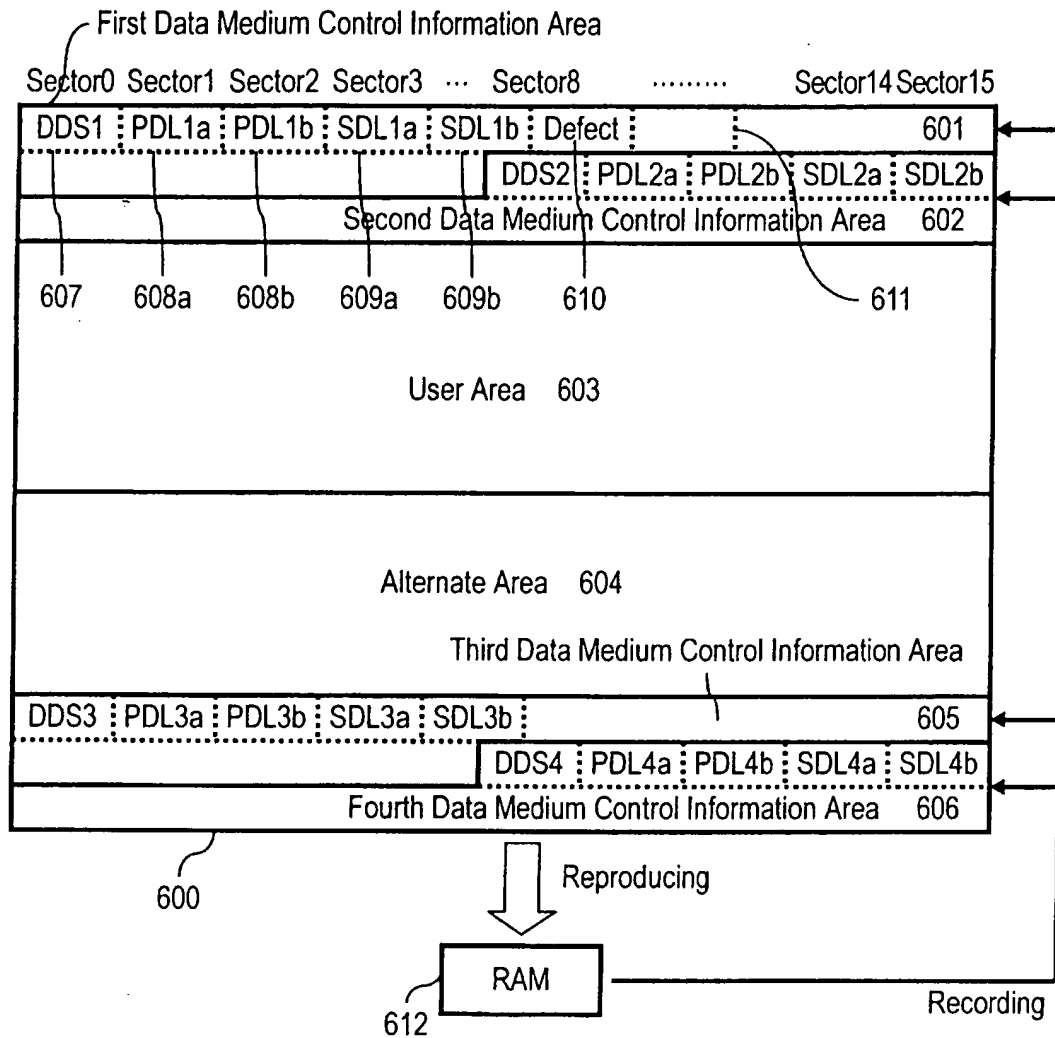 First Data Medium Control Information Area
Sector0 Sector1 Sector2 Sector3 ... Sector8 ......... Sector14 Sector15
DDS1 PDL1a PDL1b SDL1a SDL1b Defect 601
DDS2 PDL2a PDL2b SDL2a SDL2b
Second Data Medium Control Information Area 602
607 608a 608b 609a 609b 610 611
User Area 603
Alternate Area 604
Third Data Medium Control Information Area
DDS3 PDL3a PDL3b SDL3a SDL3b 605
DDS4 PDL4a PDL4b SDL4a SDL4b
Fourth Data Medium Control Information Area 606
600
Reproducing
RAM
612
Recording